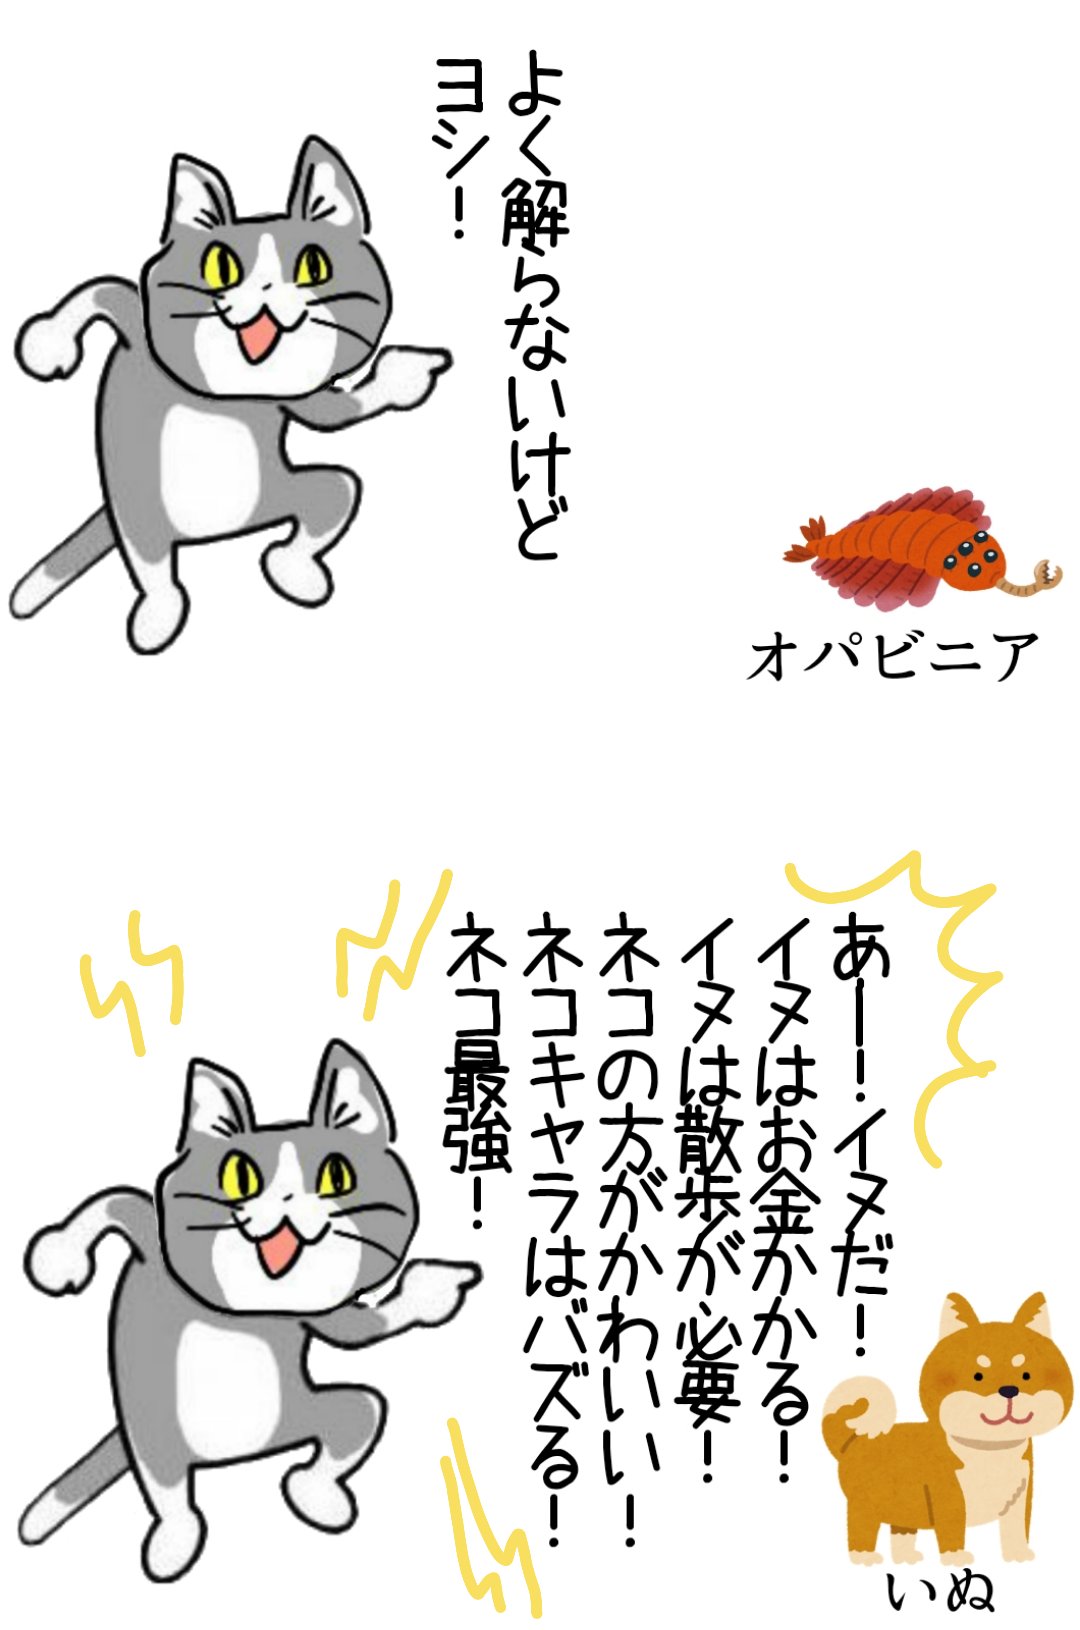 よく解らないけど
ヨシ！
オパビニア
あー！イヌだ！
イヌはお金かかる！
イヌは散歩が必要！
ネコの方がかわいい！
ネコキャラはバズる！
ネコ最強！
いぬ